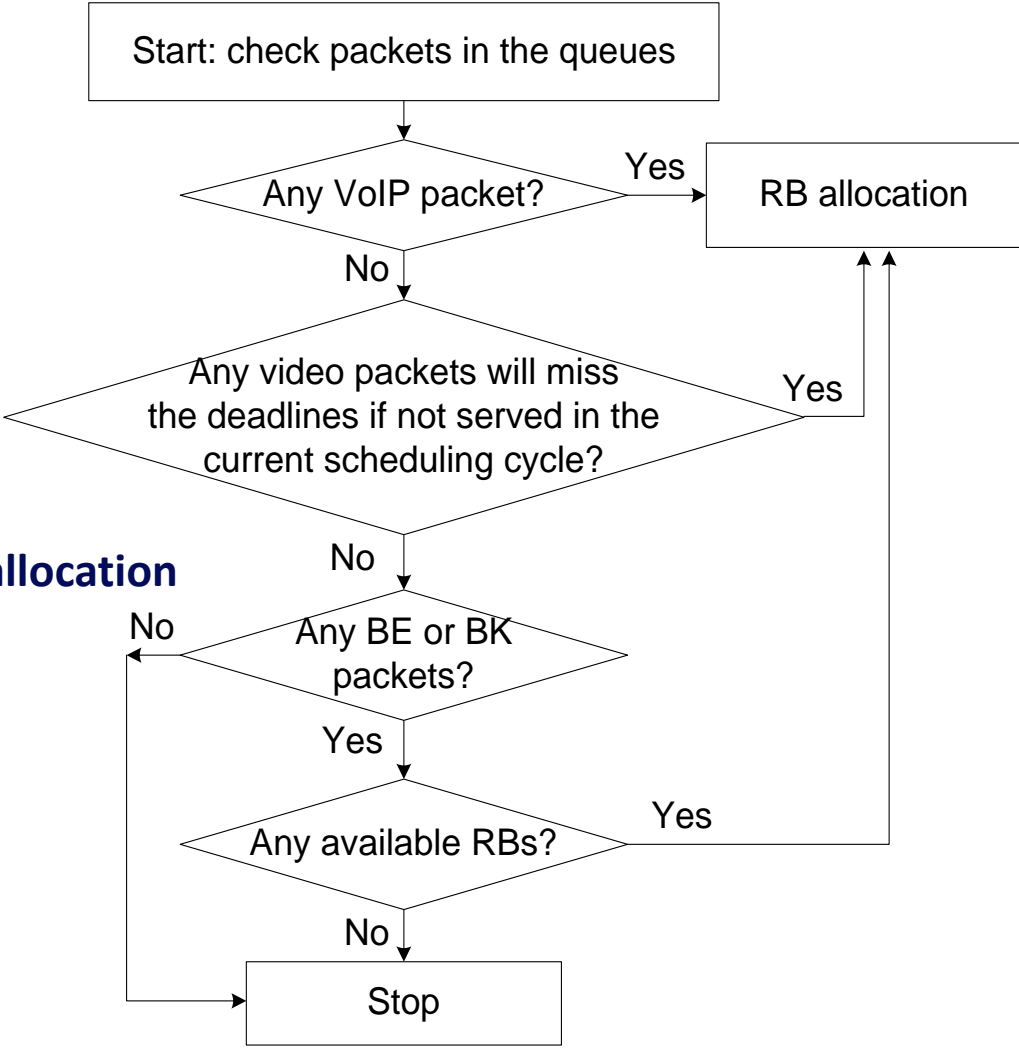 Start: check packets in the queues
Any VoIP packet?
Yes
RB allocation
No
Any video packets will miss
the deadlines if not served in the
current scheduling cycle?
Yes
No
allocation
No
Any BE or BK
packets?
Yes
Any available RBs?
Yes
No
Stop